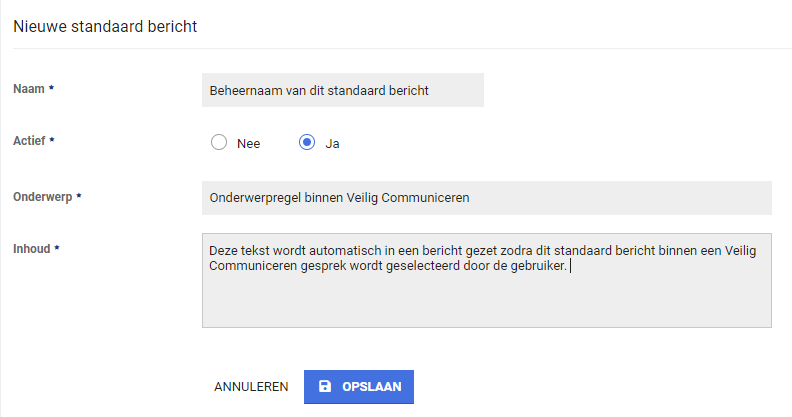 Nieuwe standaard bericht
Naam *
Beheernaam van dit standaard bericht
Actief *
Nee
Ja
Onderwerp *
Onderwerpregel binnen Veilig Communiceren
Inhoud *
Deze tekst wordt automatisch in een bericht gezet zodra dit standaard bericht binnen een Veilig
Communiceren gesprek wordt geselecteerd door de gebruiker.
ANNULEREN
OPSLAAN